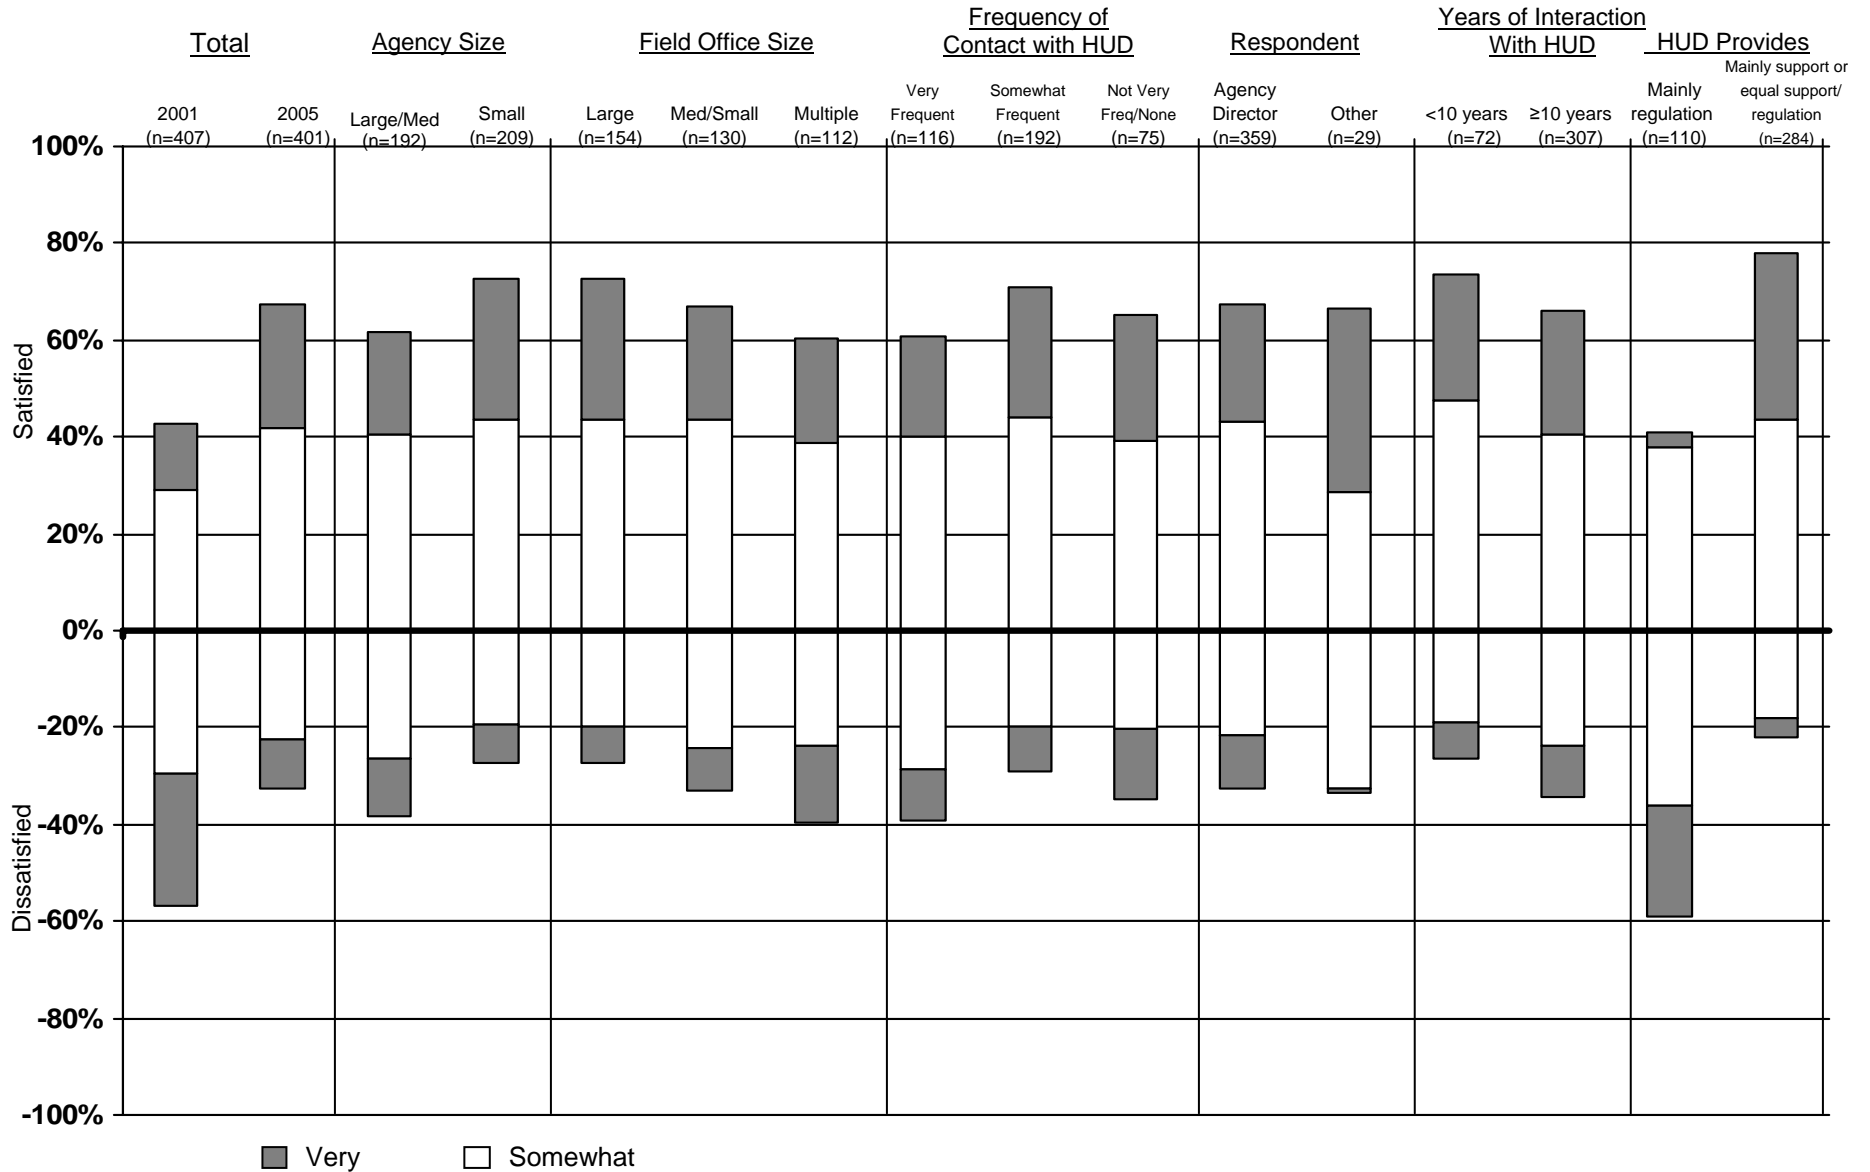 Total
Agency Size
Field Office Size
Frequency of
Contact with HUD
Respondent
Years of Interaction
With HUD
HUD Provides
2001
(n=407)
2005
(n=401)
Large/Med
(n=192)
Small
(n=209)
Large
(n=154)
Med/Small
(n=130)
Multiple
(n=112)
Very
Frequent
(n=116)
Somewhat
Frequent
(n=192)
Not Very
Freq/None
(n=75)
Agency
Director
(n=359)
Other
(n=29)
<10 years
(n=72)
≥10 years
(n=307)
Mainly
regulation
(n=110)
Mainly support or
equal support/
regulation
(n=284)
100%
80%
60%
40%
20%
0%
-20%
-40%
-60%
-80%
-100%
Satisfied
Dissatisfied
Very
Somewhat